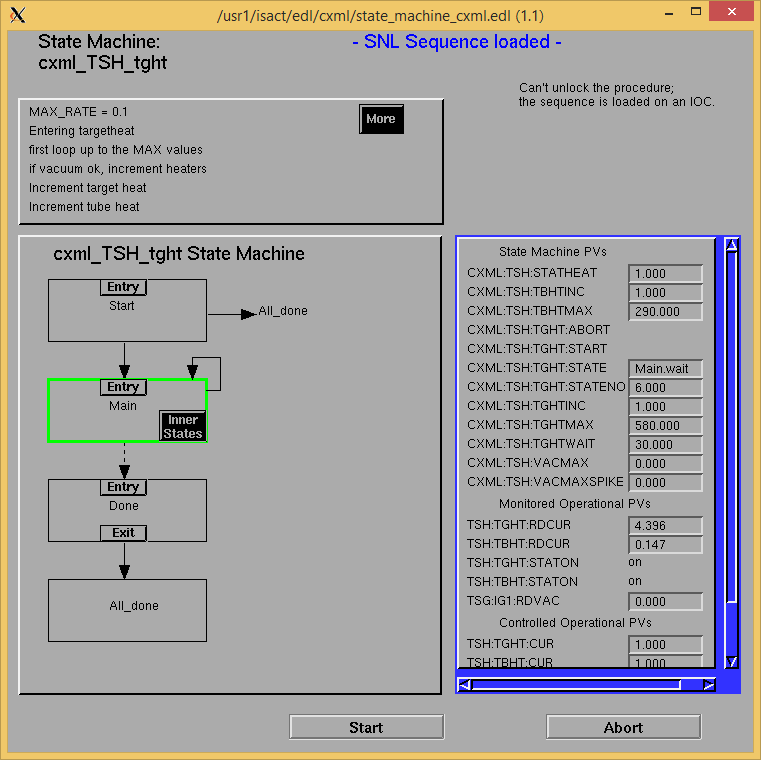 /usr1/isact/edl/cxml/state_machine_cxml.edl (1.1)
State Machine:
- SNL Sequence loaded -
cxml_TSH_tght
Can't unlock the procedure;
the sequence is loaded on an IOC.
MAX_RATE = 0.1
More
Entering targetheat
first loop up to the MAX values
if vacuum ok, increment heaters
Increment target heat
Increment tube heat
cxml_TSH_tght State Machine
Entry
Start
All_done
Entry
Main
Inner
States
Entry
Done
Exit
All_done
State Machine PVs
CXML:TSH:STATHEAT 1.000
CXML:TSH:TBHTINC 1.000
CXML:TSH:TBHTMAX 290.000
CXML:TSH:TGHT:ABORT
CXML:TSH:TGHT:START
CXML:TSH:TGHT:STATE Main.wait
CXML:TSH:TGHT:STATENO 6.000
CXML:TSH:TGHTINC 1.000
CXML:TSH:TGHTMAX 580.000
CXML:TSH:TGHTWAIT 30.000
CXML:TSH:VACMAX 0.000
CXML:TSH:VACMAXSPIKE 0.000
Monitored Operational PVs
TSH:TGHT:RDCUR 4.396
TSH:TBHT:RDCUR 0.147
TSH:TGHT:STATON on
TSH:TBHT:STATON on
TSG:IG1:RDVAC 0.000
Controlled Operational PVs
TSH:TGHT:CUR 1.000
TSH:TBHT:CUR 1.000
Start
Abort